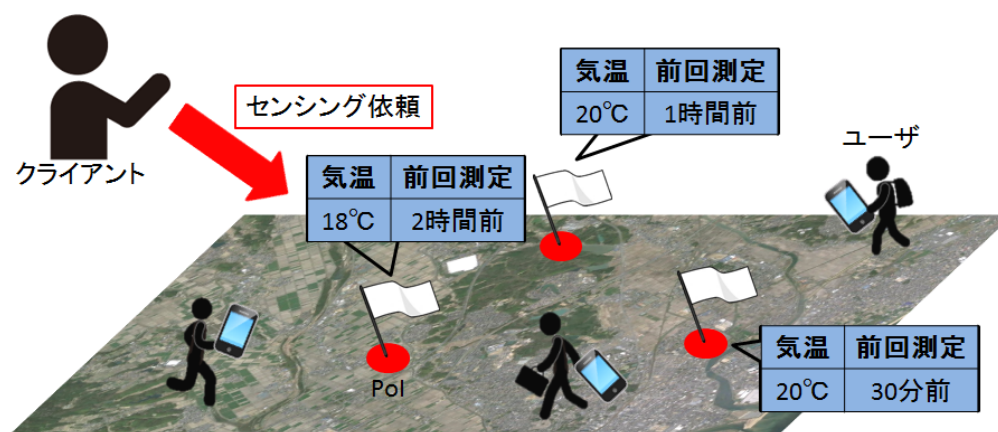 クライアント
センシング依頼
気温 前回測定
20℃ 1時間前
ユーザ
気温 前回測定
18℃ 2時間前
PoI
気温 前回測定
20℃ 30分前